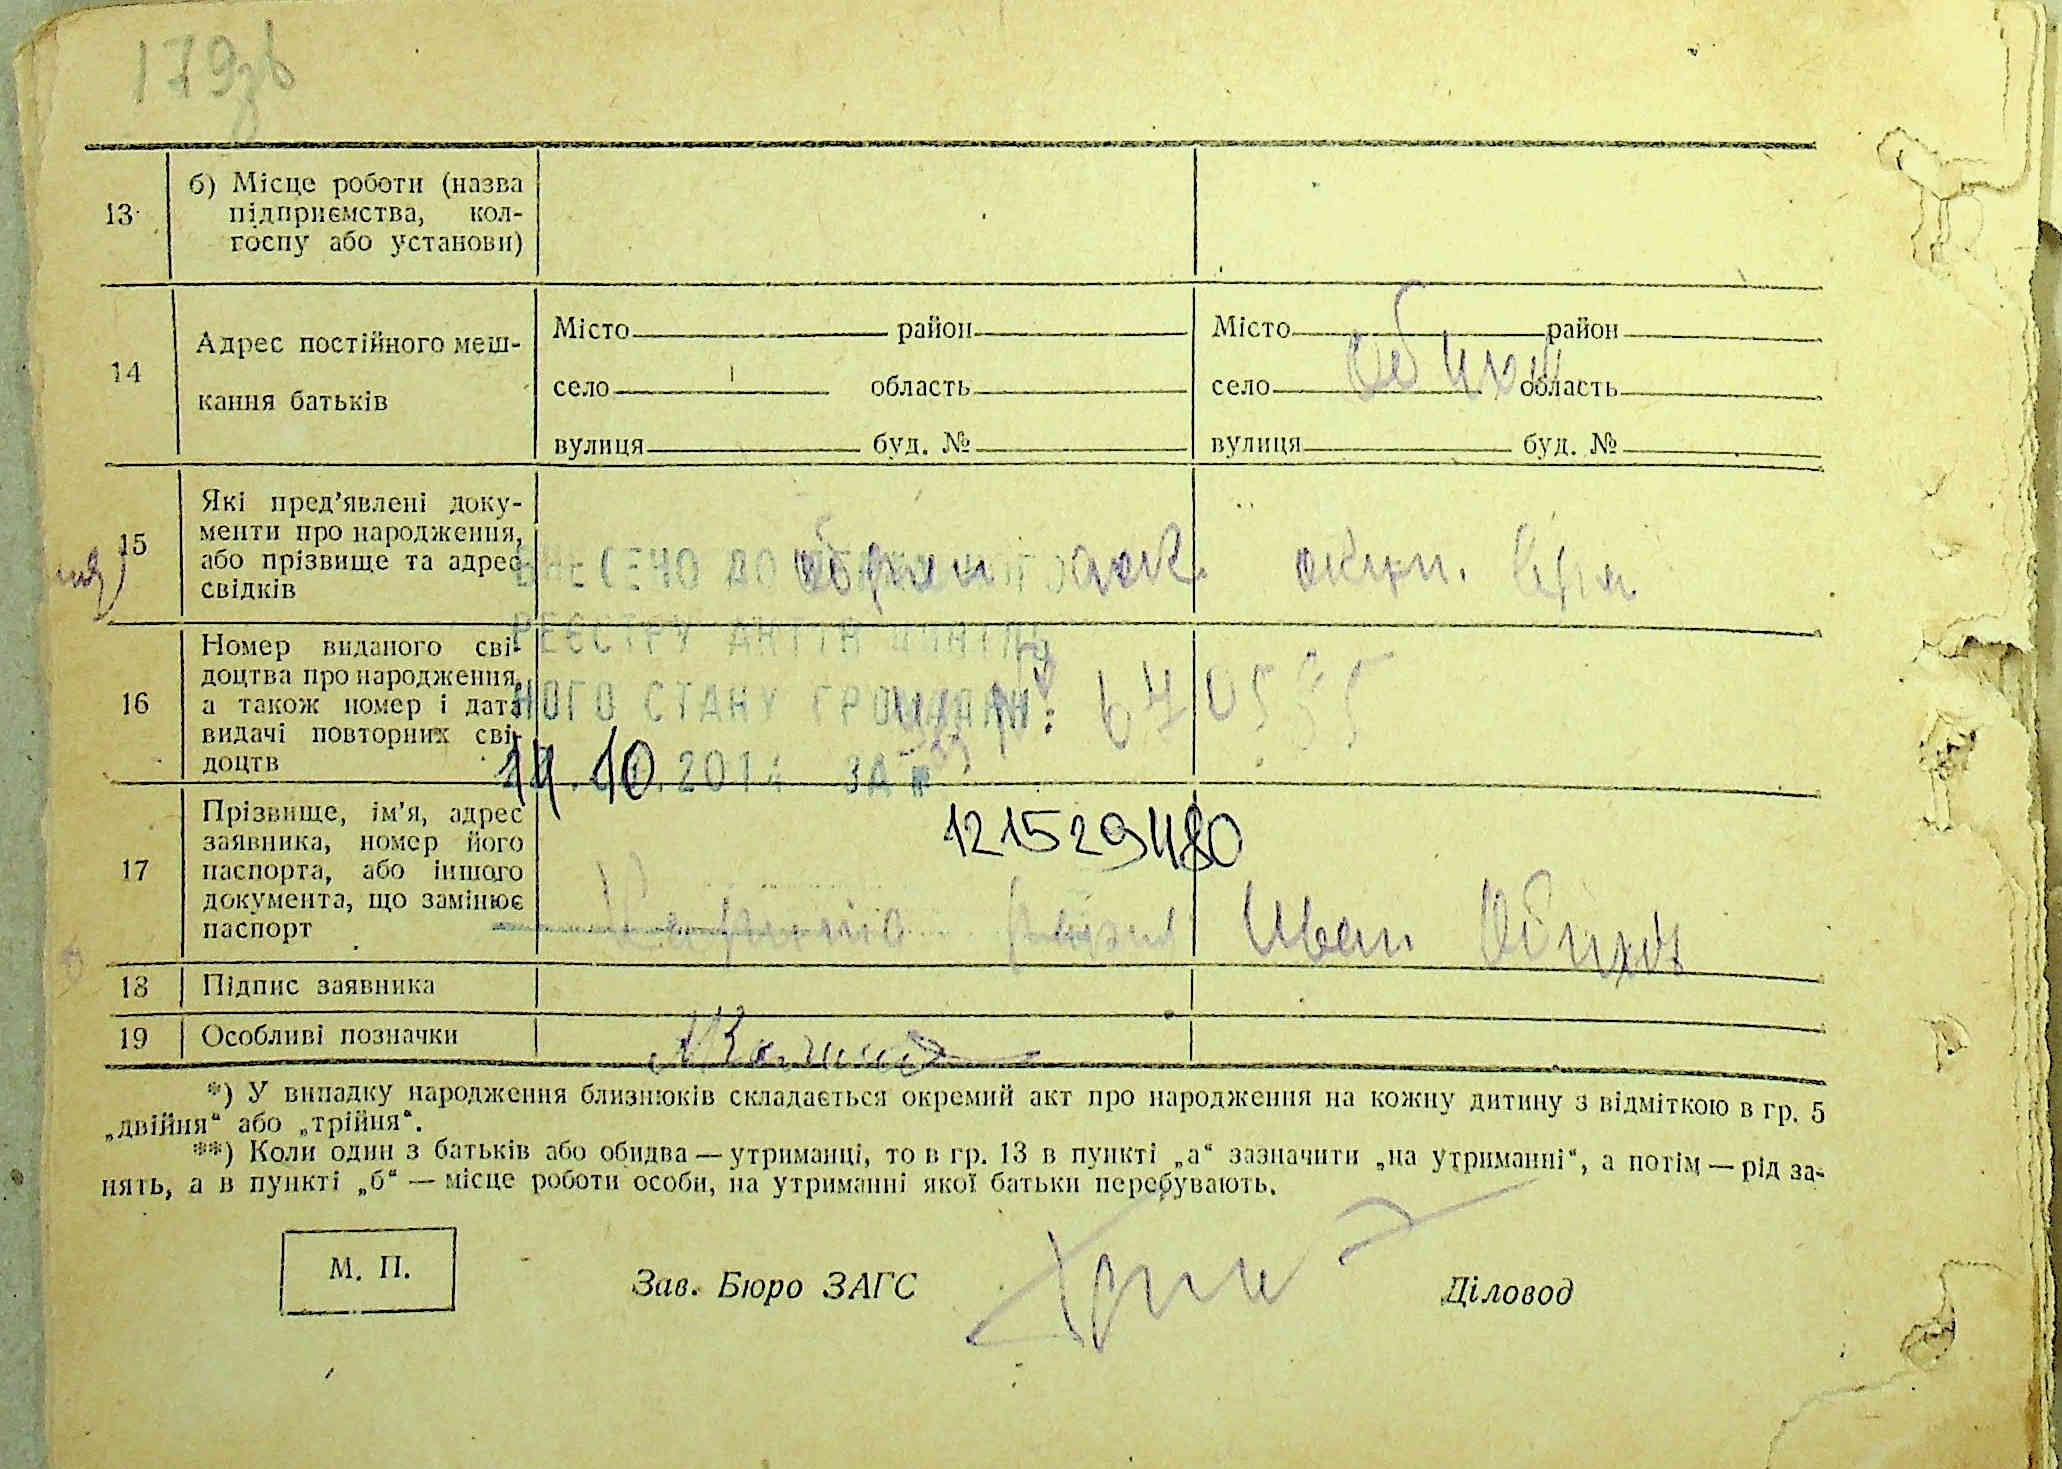 179зв
13
б) Місце роботи (назва
підприємства, кол-
госпу або установи)
14
Адрес постійного меш-
кання батьків
Місто район
село область
вулиця буд. №
Місто район
село область
вулиця буд. №
15
Які пред’явлені доку-
менти про народження,
або прізвище та адрес
свідків
16
Номер виданого сві-
доцтва про народження,
а також номер і дата
видачі повторних сві-
доцтв
ВНЕСЕНО ДО
РЕЄСТРУ АКТІВ
НОГО СТАНУ ГРОМАДЯН
14.10.2014 ЗА №
121529480
17
Прізвище, ім’я, адрес
заявника, номер його
паспорта, або іншого
документа, що замінює
паспорт
Иван
18
Підпис заявника
19
Особливі позначки
*) У випадку народження близнюків складається окремий акт про народження на кожну дитину з відміткою в гр. 5
„двійня“ або „трійня“.
**) Коли один з батьків або обидва — утриманці, то в гр. 13 в пункті „а“ зазначити „на утриманні“, а потім — рід за-
нять, а в пункті „б“ — місце роботи особи, на утриманні якої батьки перебувають.
М. П.
Зав. Бюро ЗАГС
Діловод